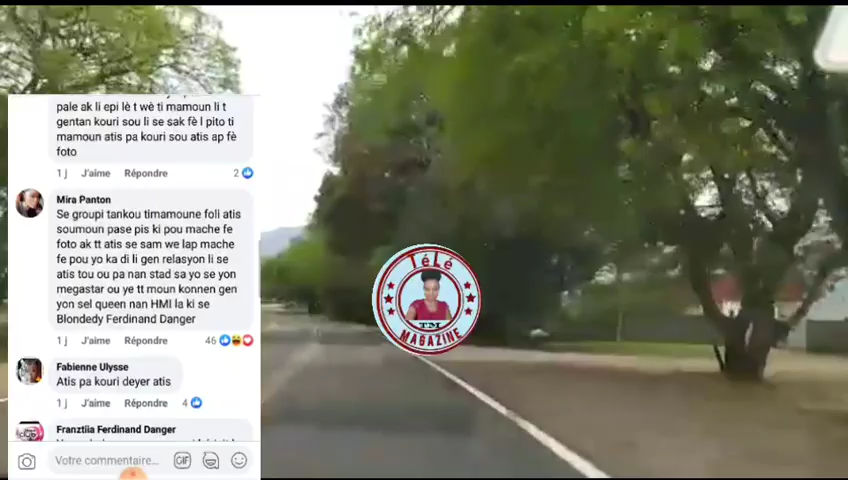 pale ak li epi lè t wè ti mamoun li t
gentan kouri sou li se sak fè l pito ti
mamoun atis pa kouri sou atis ap fè
foto
1 j J'aime Répondre 2
Mira Panton
Se groupi tankou timamoune foli atis
soumoun pase pis ki pou mache fe
foto ak tt atis se sam we lap mache
fe pou yo ka di li gen relasyon li se
atis tou ou pa nan stad sa yo se yon
megastar ou ye tt moun konnen gen
yon sel queen nan HMI la ki se
Blondedy Ferdinand Danger
1 j J'aime Répondre 46
Fabienne Ulysse
Atis pa kouri deyer atis
1 j J'aime Répondre 4
Franztiia Ferdinand Danger
Votre commentaire...
GIF
TéLé
TM
MAGAZINE